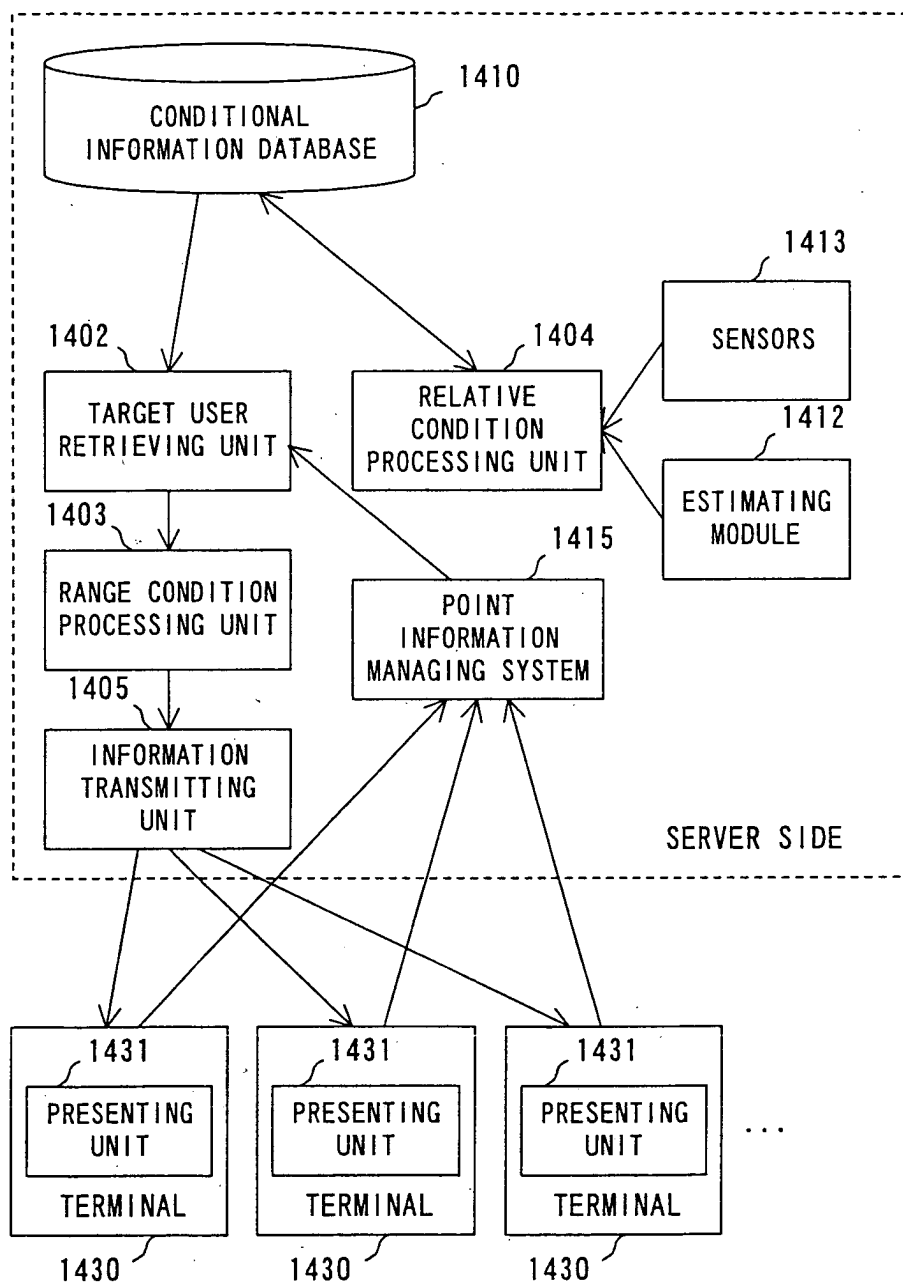 1410
CONDITIONAL
INFORMATION DATABASE
1413
SENSORS
1402
TARGET USER
RETRIEVING UNIT
1404
RELATIVE
CONDITION
PROCESSING UNIT
1412
ESTIMATING
MODULE
1403
RANGE CONDITION
PROCESSING UNIT
1415
POINT
INFORMATION
MANAGING SYSTEM
1405
INFORMATION
TRANSMITTING
UNIT
SERVER SIDE
1431
PRESENTING
UNIT
TERMINAL
1430
1431
PRESENTING
UNIT
TERMINAL
1430
1431
PRESENTING
UNIT
TERMINAL
1430
...